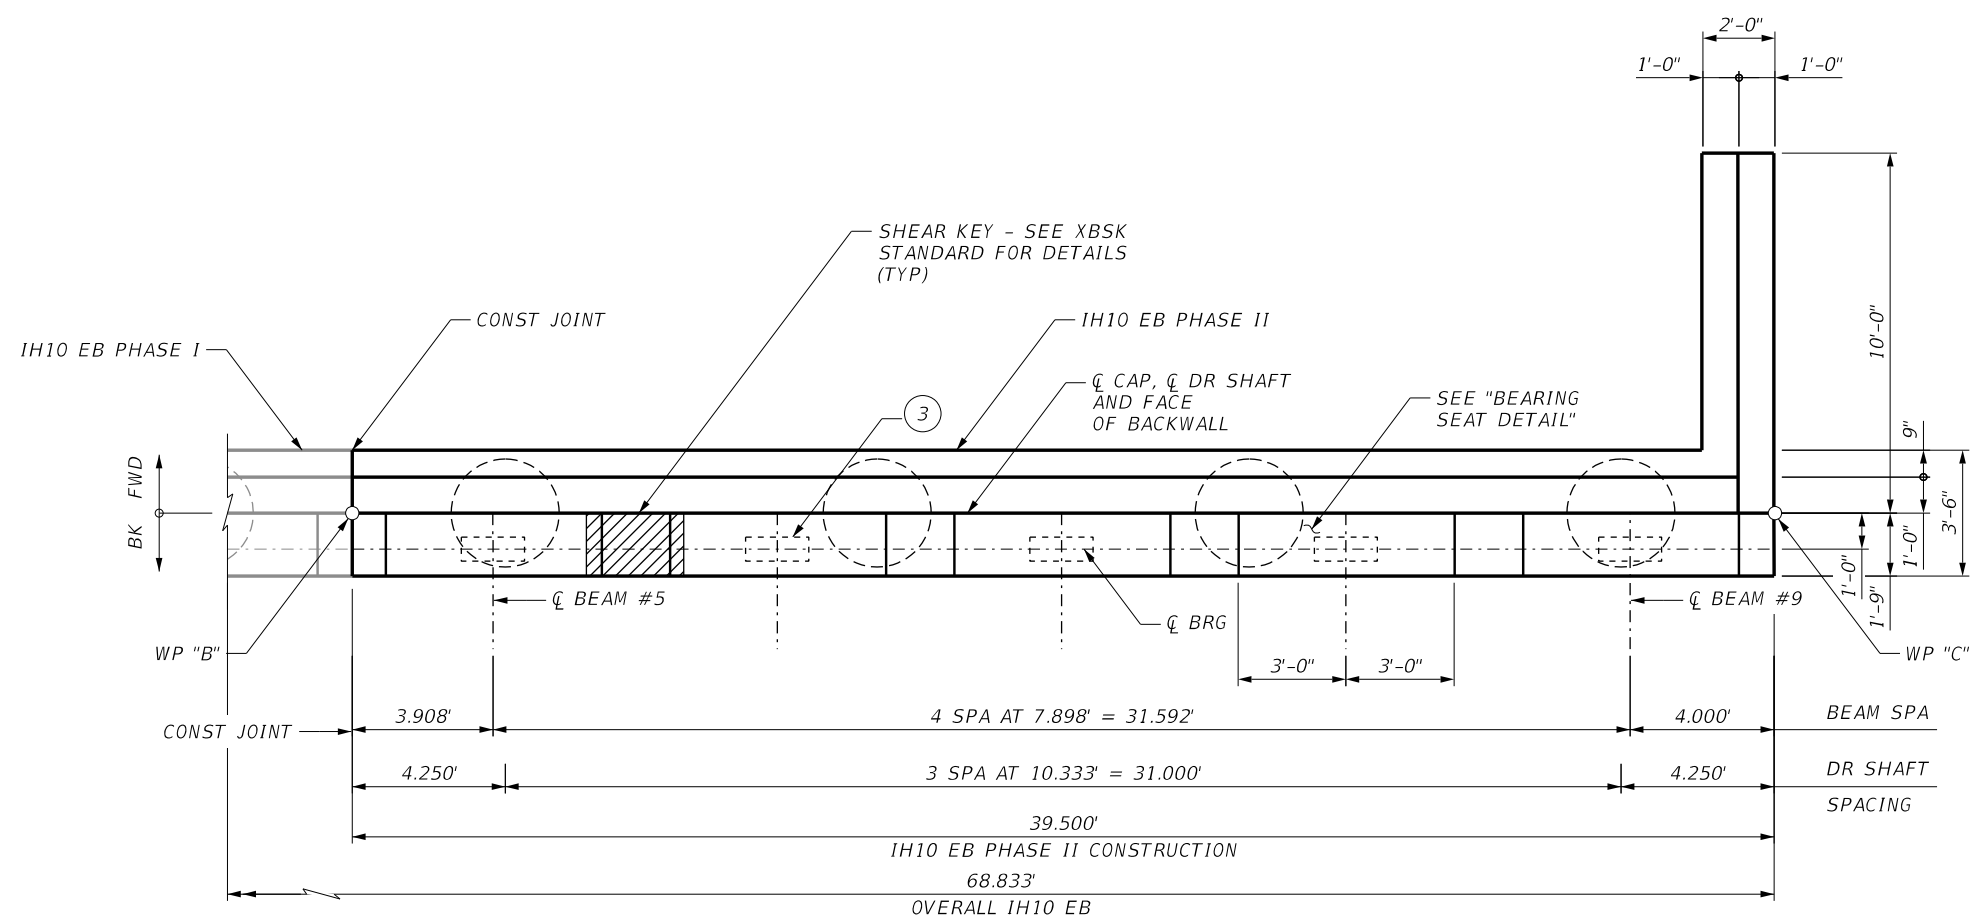 2'-0"
1'-0"
1'-0"
SHEAR KEY - SEE XBSK
STANDARD FOR DETAILS
(TYP)
CONST JOINT
IH10 EB PHASE II
IH10 EB PHASE I
℄ CAP, ℄ DR SHAFT
AND FACE
OF BACKWALL
SEE "BEARING
SEAT DETAIL"
3
10'-0"
9"
3'-6"
1'-0"
1'-0"
1'-9"
FWD
BK
℄ BEAM #5
℄ BRG
℄ BEAM #9
WP "B"
WP "C"
3'-0"
3'-0"
CONST JOINT
3.908'
4 SPA AT 7.898' = 31.592'
4.000'
BEAM SPA
4.250'
3 SPA AT 10.333' = 31.000'
4.250'
DR SHAFT
SPACING
39.500'
IH10 EB PHASE II CONSTRUCTION
68.833'
OVERALL IH10 EB